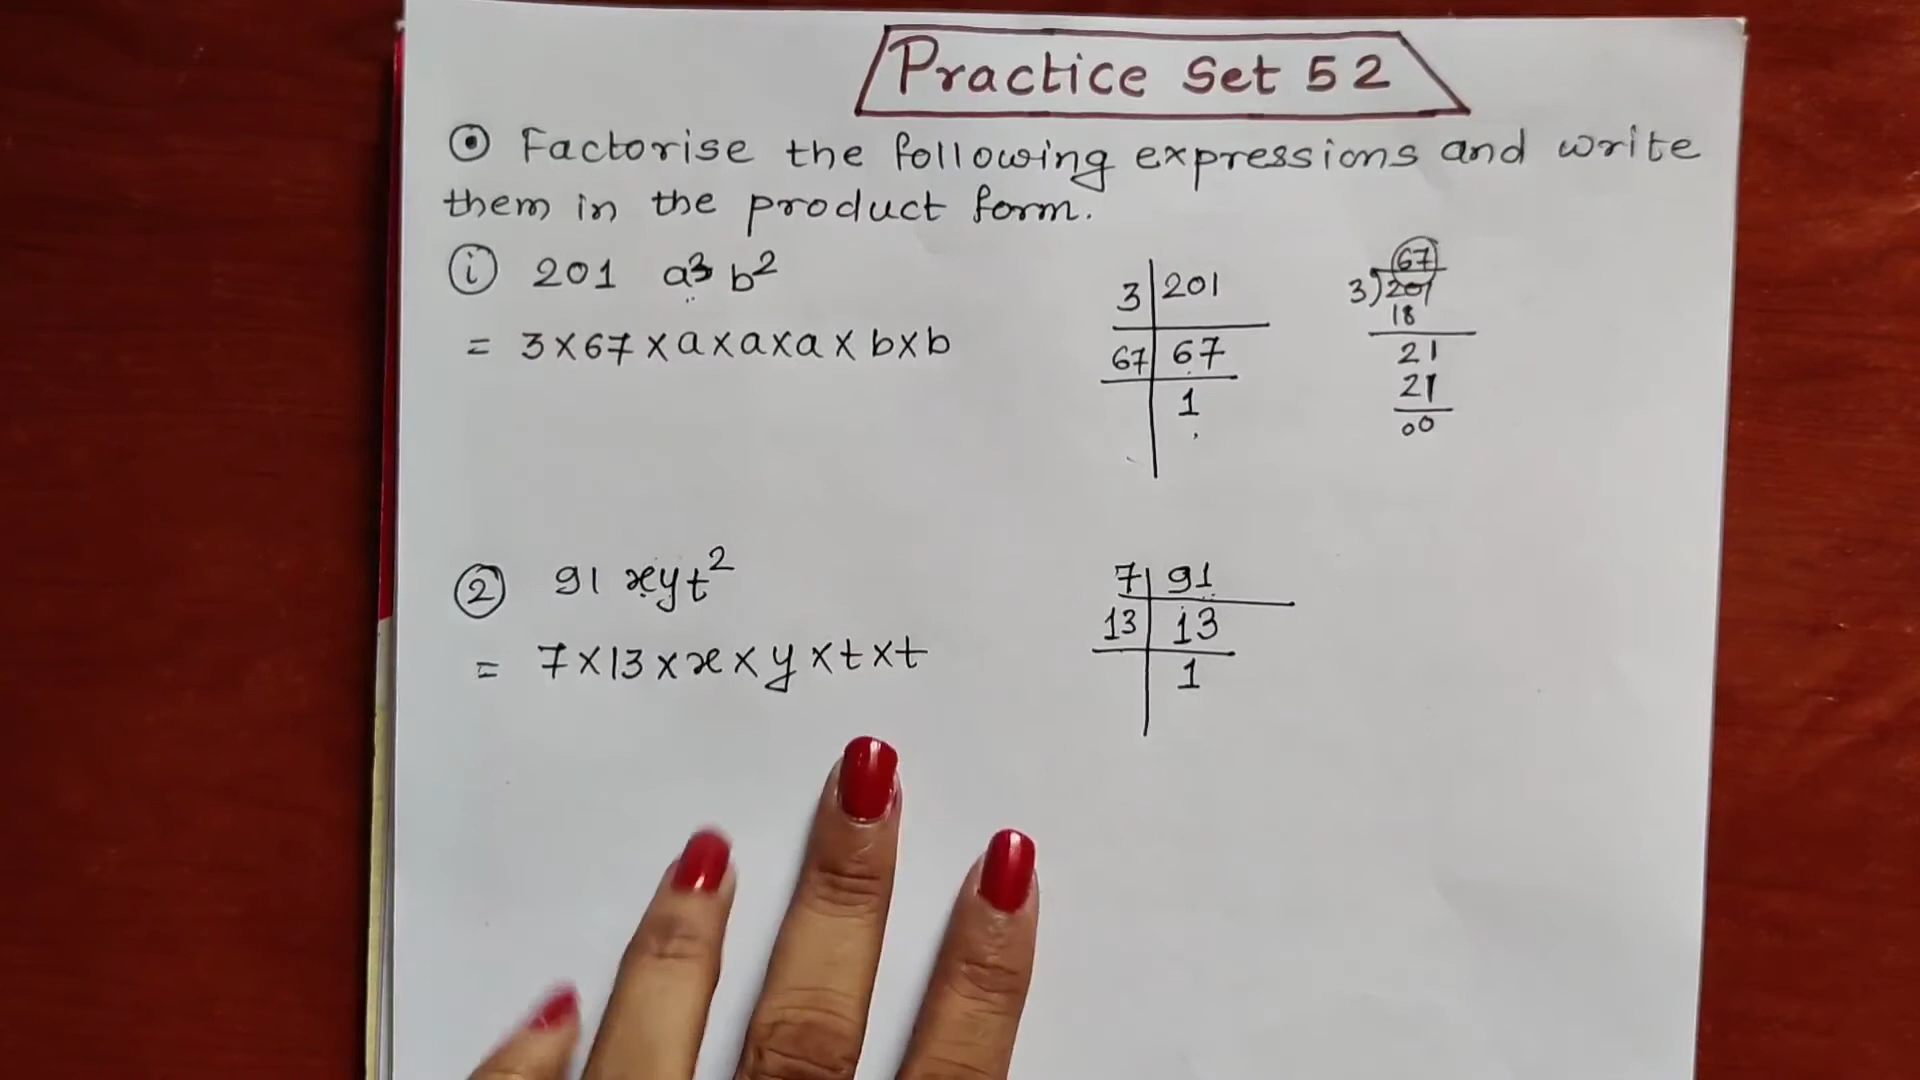 Practice Set 52
⊙ Factorise the following expressions and write
them in the product form.
(i) 201 a³ b²
= 3×67×a×a×a×b×b
3 | 201
67 | 67
1
67
3)201
18
21
21
00
(2) 91 xyt²
= 7×13×x×y×t×t
7 | 91
13 | 13
1